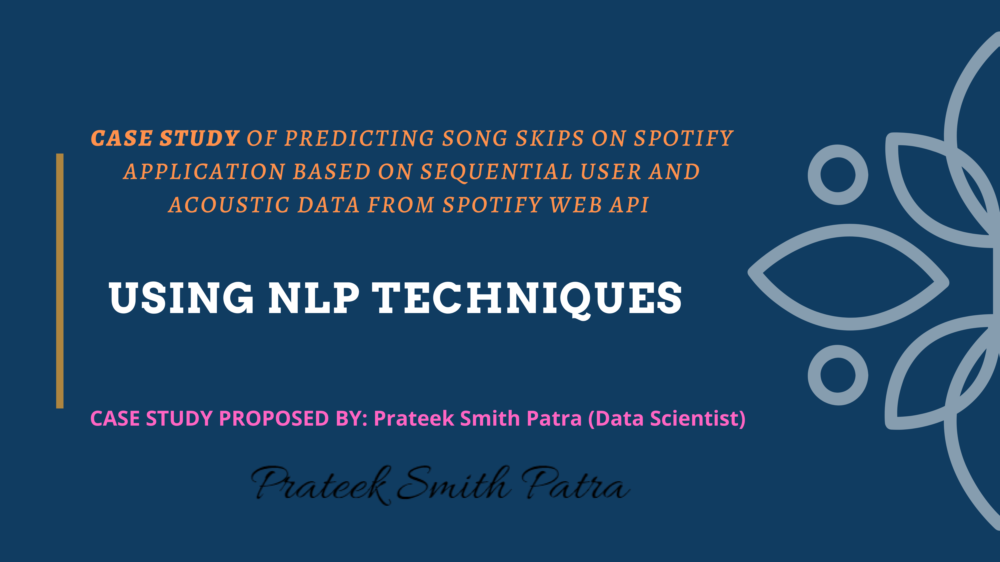 CASE STUDY OF PREDICTING SONG SKIPS ON SPOTIFY
APPLICATION BASED ON SEQUENTIAL USER AND
ACOUSTIC DATA FROM SPOTIFY WEB API
USING NLP TECHNIQUES
CASE STUDY PROPOSED BY: Prateek Smith Patra (Data Scientist)
Prateek Smith Patra